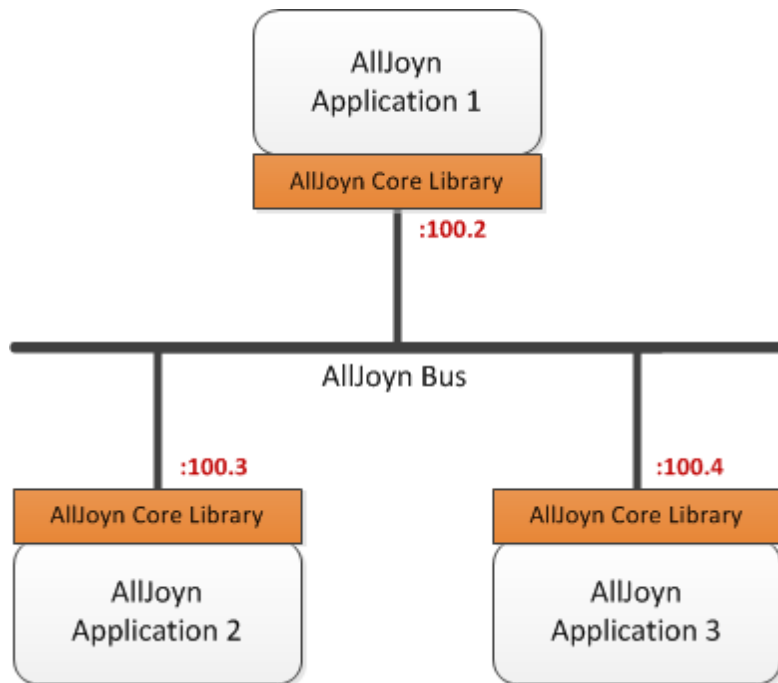 AllJoyn
Application 1
AllJoyn Core Library
:100.2
AllJoyn Bus
:100.3
:100.4
AllJoyn Core Library
AllJoyn Core Library
AllJoyn
Application 2
AllJoyn
Application 3